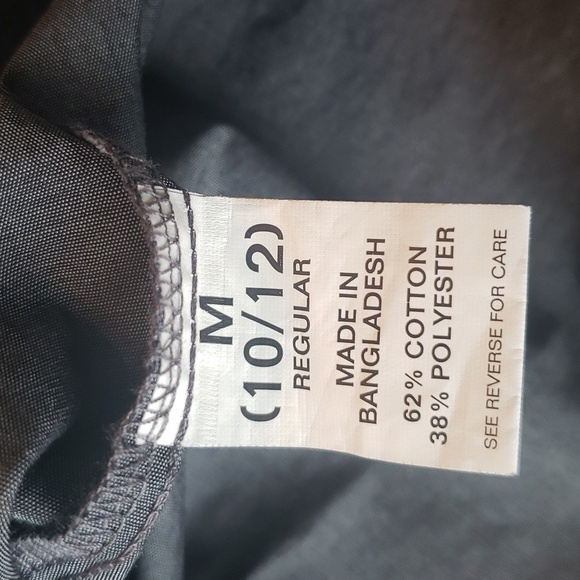 M
(10/12)
REGULAR
MADE IN
BANGLADESH
62% COTTON
38% POLYESTER
SEE REVERSE FOR CARE